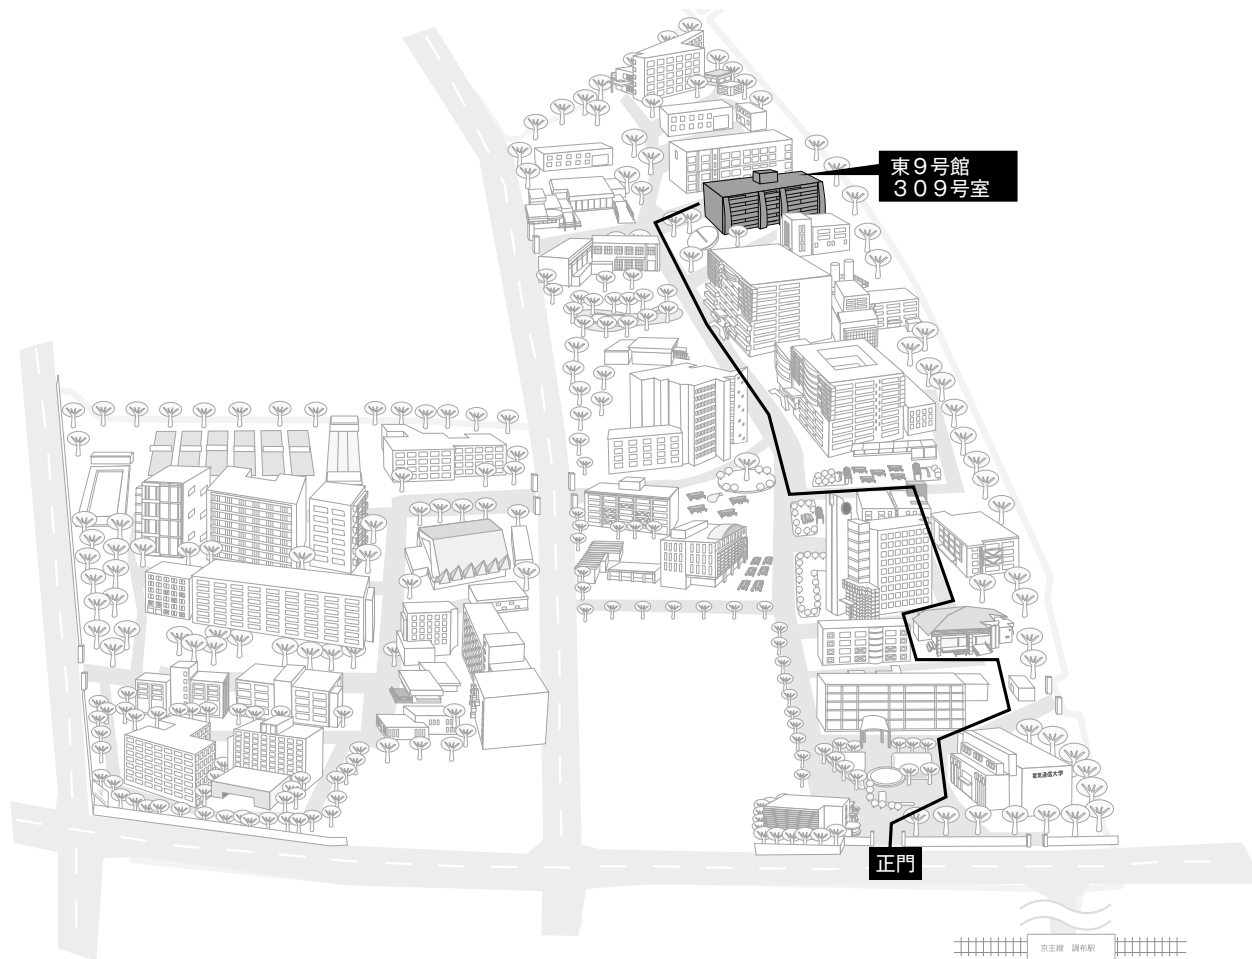 東9号館
309号室
電気通信大学
正門
京王線 調布駅